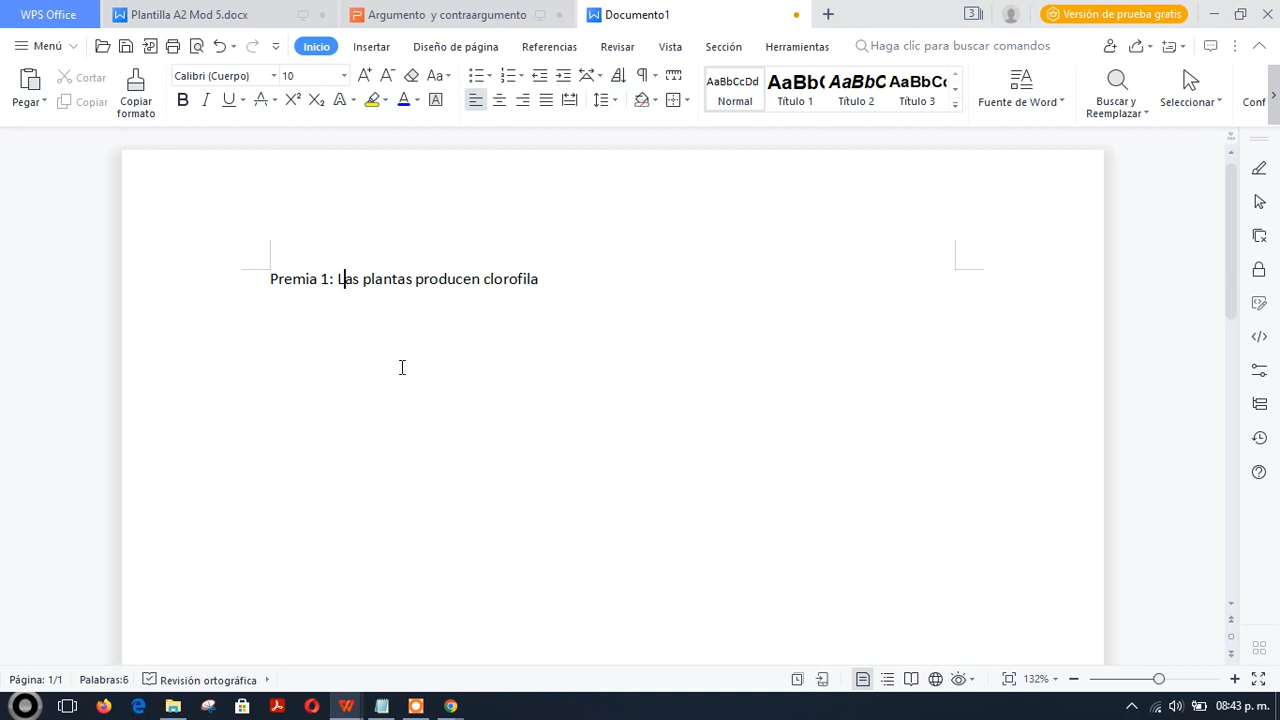 WPS Office
Plantilla A2 Mod 5.docx
Argumento y contraargumento
Documento1
3
Versión de prueba gratis
Menú
Inicio
Insertar
Diseño de página
Referencias
Revisar
Vista
Sección
Herramientas
Haga clic para buscar comandos
Pegar
Cortar
Copiar
Copiar formato
Calibri (Cuerpo)
10
AaBbCcDd
Normal
AaBb(
Título 1
AaBbC
Título 2
AaBbCc
Título 3
Fuente de Word
Buscar y Reemplazar
Seleccionar
Conf
Premia 1: Las plantas producen clorofila
Página: 1/1
Palabras:6
Revisión ortográfica
132%
08:43 p. m.